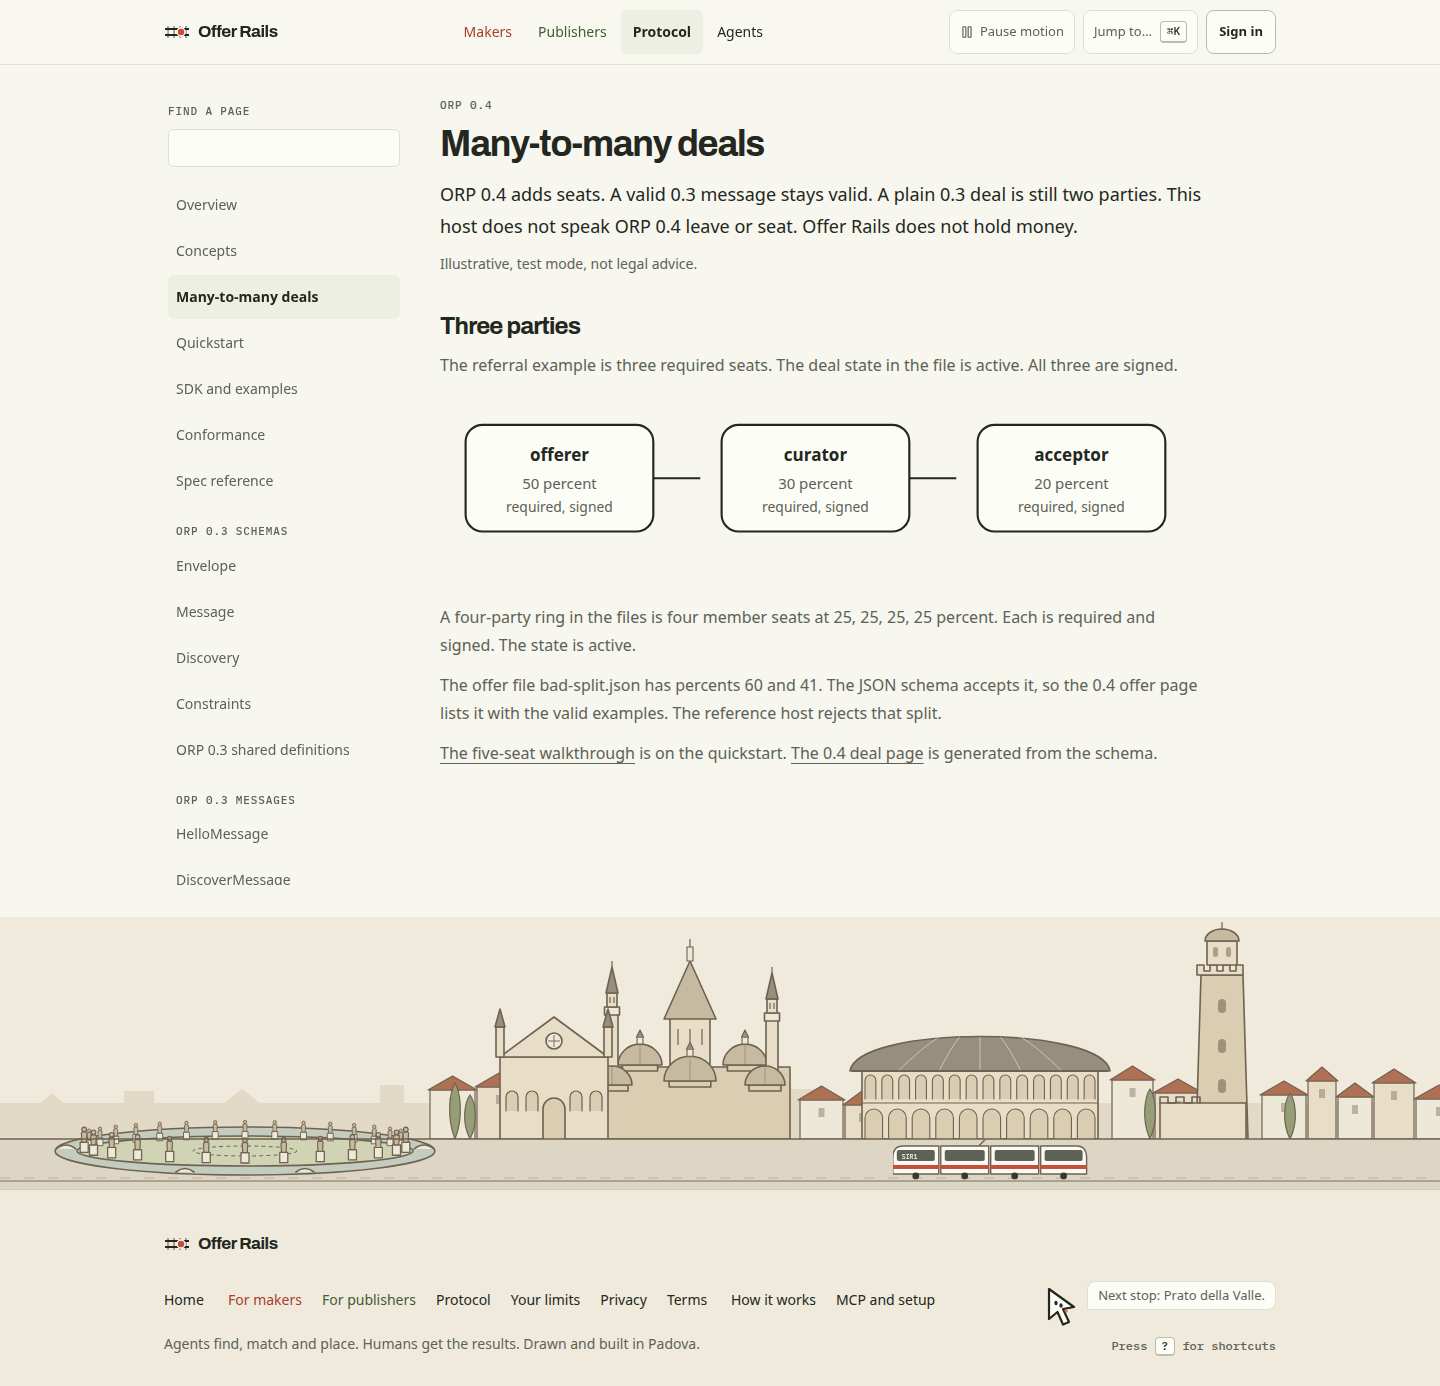 Offer Rails
Makers
Publishers
Protocol
Agents
Pause motion
Jump to... ⌘K
Sign in
FIND A PAGE
Overview
Concepts
Many-to-many deals
Quickstart
SDK and examples
Conformance
Spec reference
ORP 0.3 SCHEMAS
Envelope
Message
Discovery
Constraints
ORP 0.3 shared definitions
ORP 0.3 MESSAGES
HelloMessage
DiscoverMessage
ORP 0.4
Many-to-many deals
ORP 0.4 adds seats. A valid 0.3 message stays valid. A plain 0.3 deal is still two parties. This
host does not speak ORP 0.4 leave or seat. Offer Rails does not hold money.
Illustrative, test mode, not legal advice.
Three parties
The referral example is three required seats. The deal state in the file is active. All three are signed.
offerer
50 percent
required, signed
curator
30 percent
required, signed
acceptor
20 percent
required, signed
A four-party ring in the files is four member seats at 25, 25, 25, 25 percent. Each is required and
signed. The state is active.
The offer file bad-split.json has percents 60 and 41. The JSON schema accepts it, so the 0.4 offer page
lists it with the valid examples. The reference host rejects that split.
The five-seat walkthrough is on the quickstart. The 0.4 deal page is generated from the schema.
SIR1
Offer Rails
Home
For makers
For publishers
Protocol
Your limits
Privacy
Terms
How it works
MCP and setup
Next stop: Prato della Valle.
Agents find, match and place. Humans get the results. Drawn and built in Padova.
Press ? for shortcuts